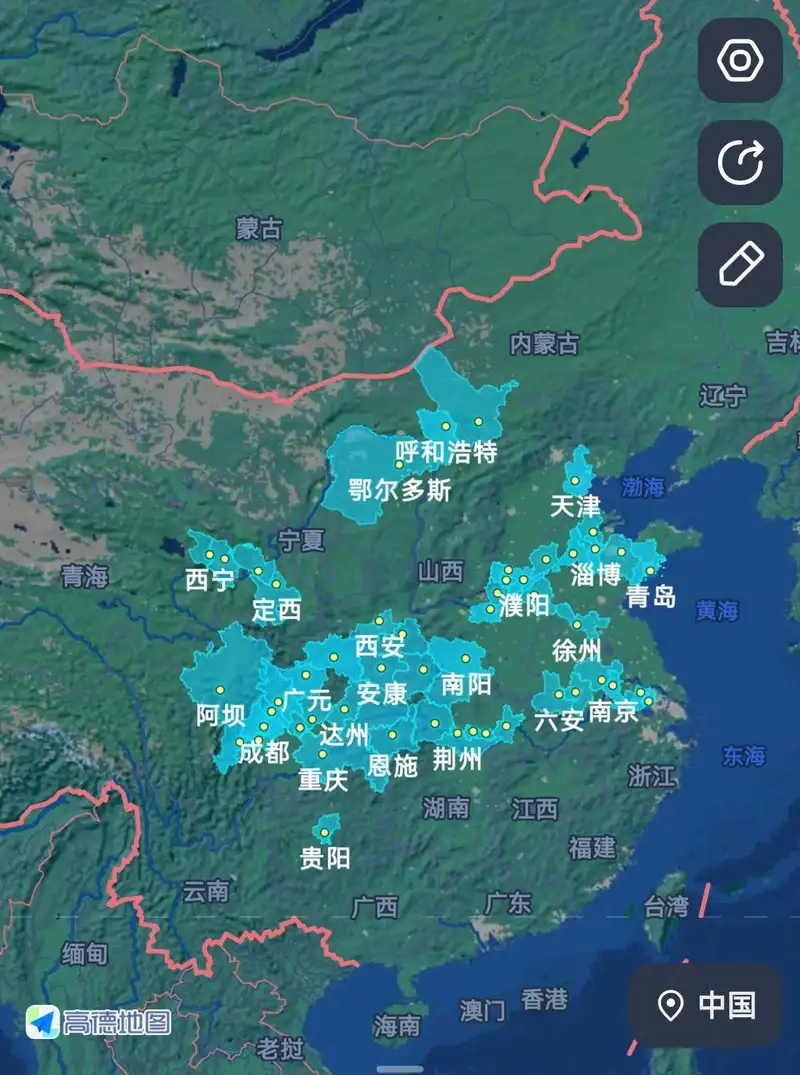 蒙古
内蒙古
吉林
辽宁
呼和浩特
鄂尔多斯
天津
渤海
宁夏
山西
淄博
青海
西宁
定西
濮阳
青岛
黄海
西安
徐州
广元
安康
南阳
阿坝
达州
六安
南京
成都
恩施
荆州
东海
重庆
浙江
湖南
江西
福建
贵阳
云南
广西
广东
台湾
缅甸
中国
高德地图
海南
澳门
香港
老挝